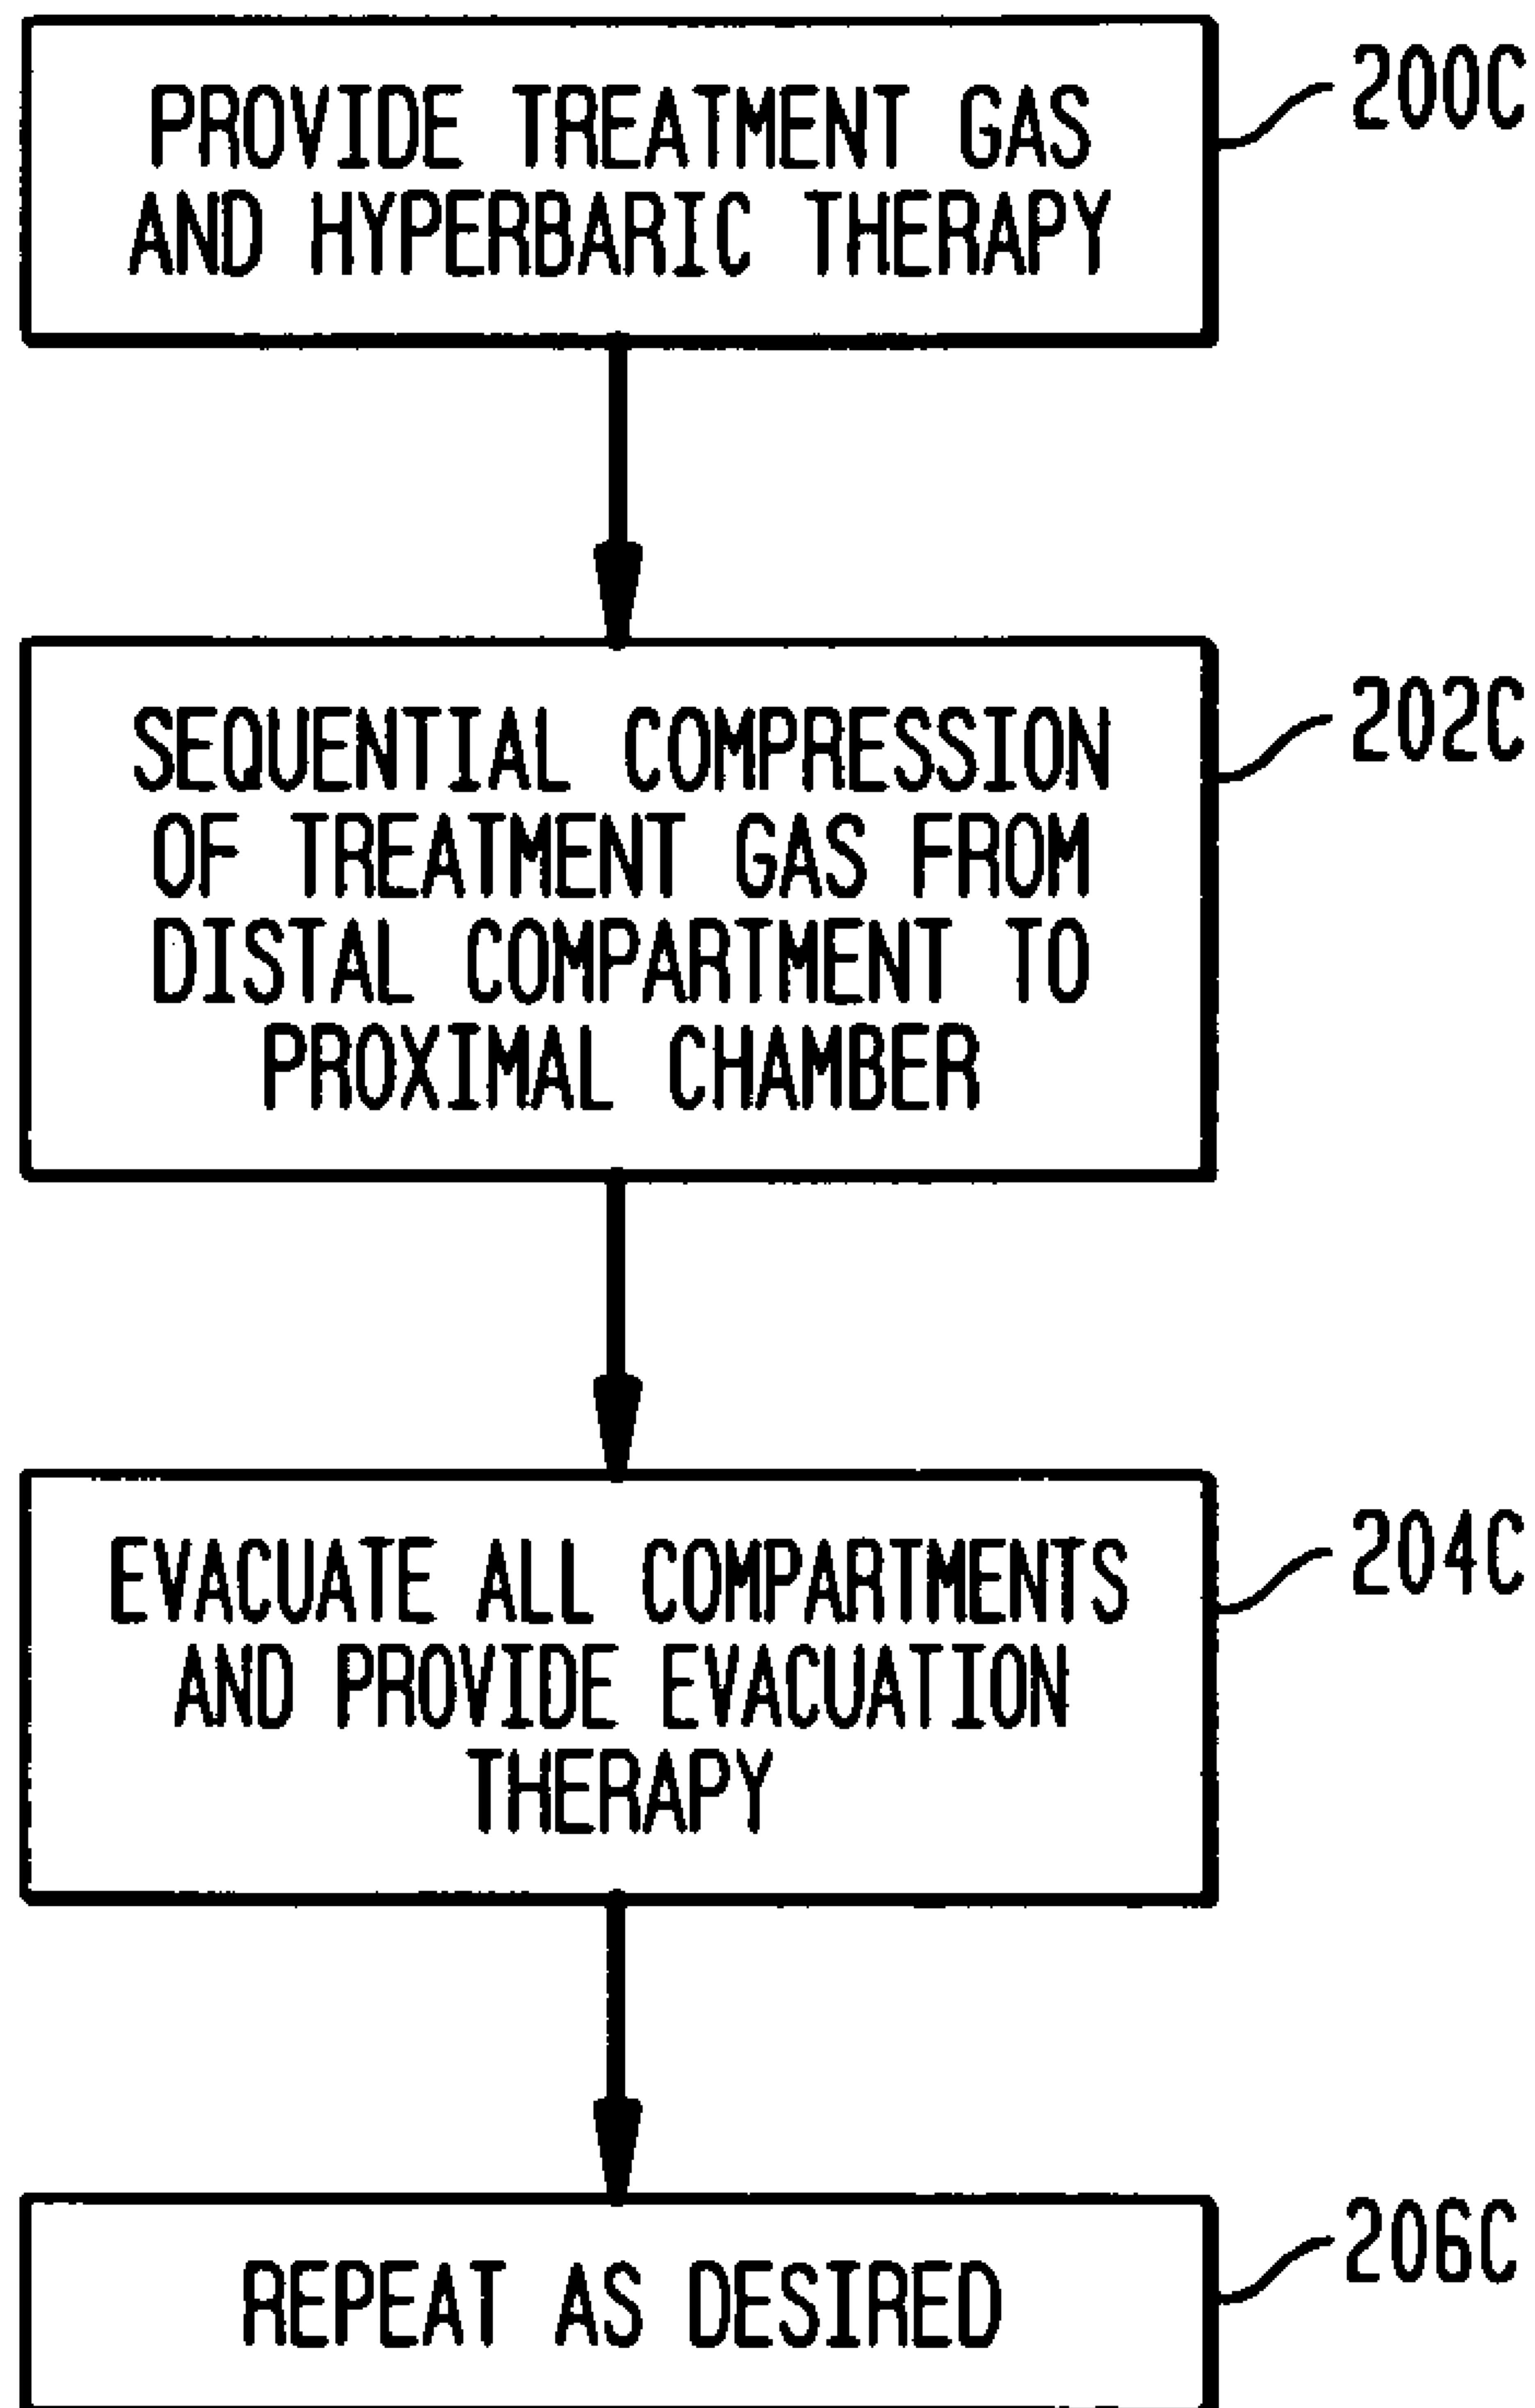 PROVIDE TREATMENT GAS
AND HYPERBARIC THERAPY
200C
SEQUENTIAL COMPRESSION
OF TREATMENT GAS FROM
DISTAL COMPARTMENT TO
PROXIMAL CHAMBER
202C
EVACUATE ALL COMPARTMENTS
AND PROVIDE EVACUATION
THERAPY
204C
REPEAT AS DESIRED
206C